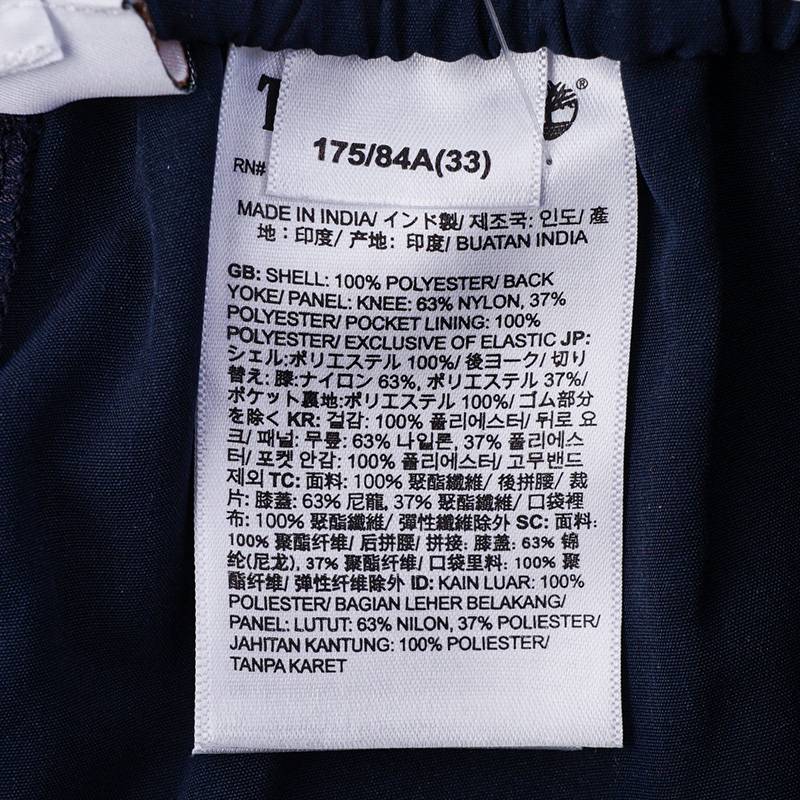 T
®
175/84A(33)
RN#
MADE IN INDIA/ インド製/ 제조국: 인도/ 產
地：印度/ 产地: 印度/ BUATAN INDIA
GB: SHELL: 100% POLYESTER/ BACK
YOKE/ PANEL: KNEE: 63% NYLON, 37%
POLYESTER/ POCKET LINING: 100%
POLYESTER/ EXCLUSIVE OF ELASTIC JP:
シェル:ポリエステル 100%/ 後ヨーク/ 切り
替え: 膝:ナイロン 63%, ポリエステル 37%/
ポケット裏地:ポリエステル 100%/ ゴム部分
を除く KR: 겉감: 100% 폴리에스터/ 뒤로 요
크/ 패널: 무릎: 63% 나일론, 37% 폴리에스
터/ 포켓 안감: 100% 폴리에스터/ 고무밴드
제외 TC: 面料: 100% 聚酯纖維/ 後拼腰/ 裁
片: 膝蓋: 63% 尼龍, 37% 聚酯纖維/ 口袋裡
布: 100% 聚酯纖維/ 彈性纖維除外 SC: 面料:
100% 聚酯纤维/ 后拼腰/ 拼接: 膝蓋: 63% 锦
纶(尼龙), 37% 聚酯纤维/ 口袋里料: 100% 聚
酯纤维/ 弹性纤维除外 ID: KAIN LUAR: 100%
POLIESTER/ BAGIAN LEHER BELAKANG/
PANEL: LUTUT: 63% NILON, 37% POLIESTER/
JAHITAN KANTUNG: 100% POLIESTER/
TANPA KARET